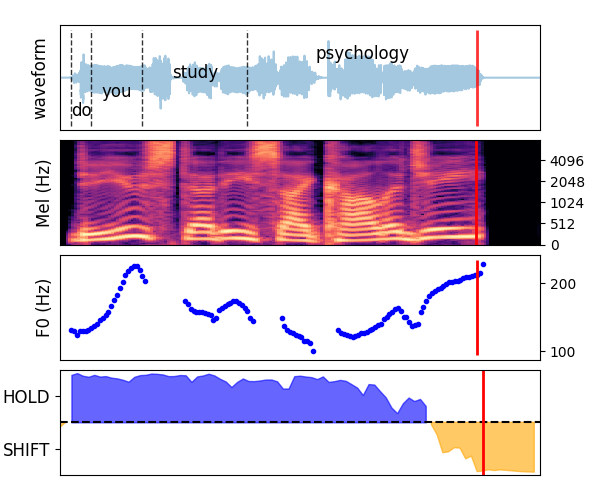 waveform
do
you
study
psychology
Mel (Hz)
4096
2048
1024
512
0
F0 (Hz)
200
100
HOLD
SHIFT